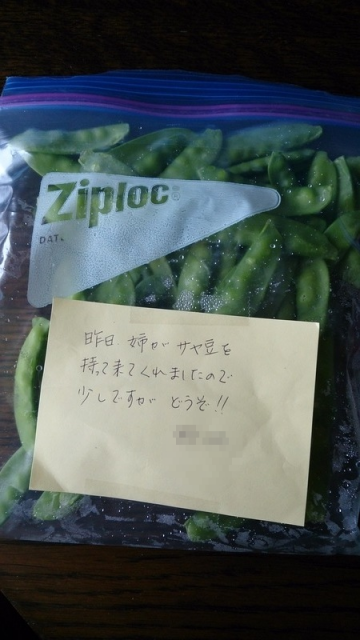 Ziploc
DAT
昨日 姉が サヤ豆を
持って来てくれましたので
少しですが どうぞ!!